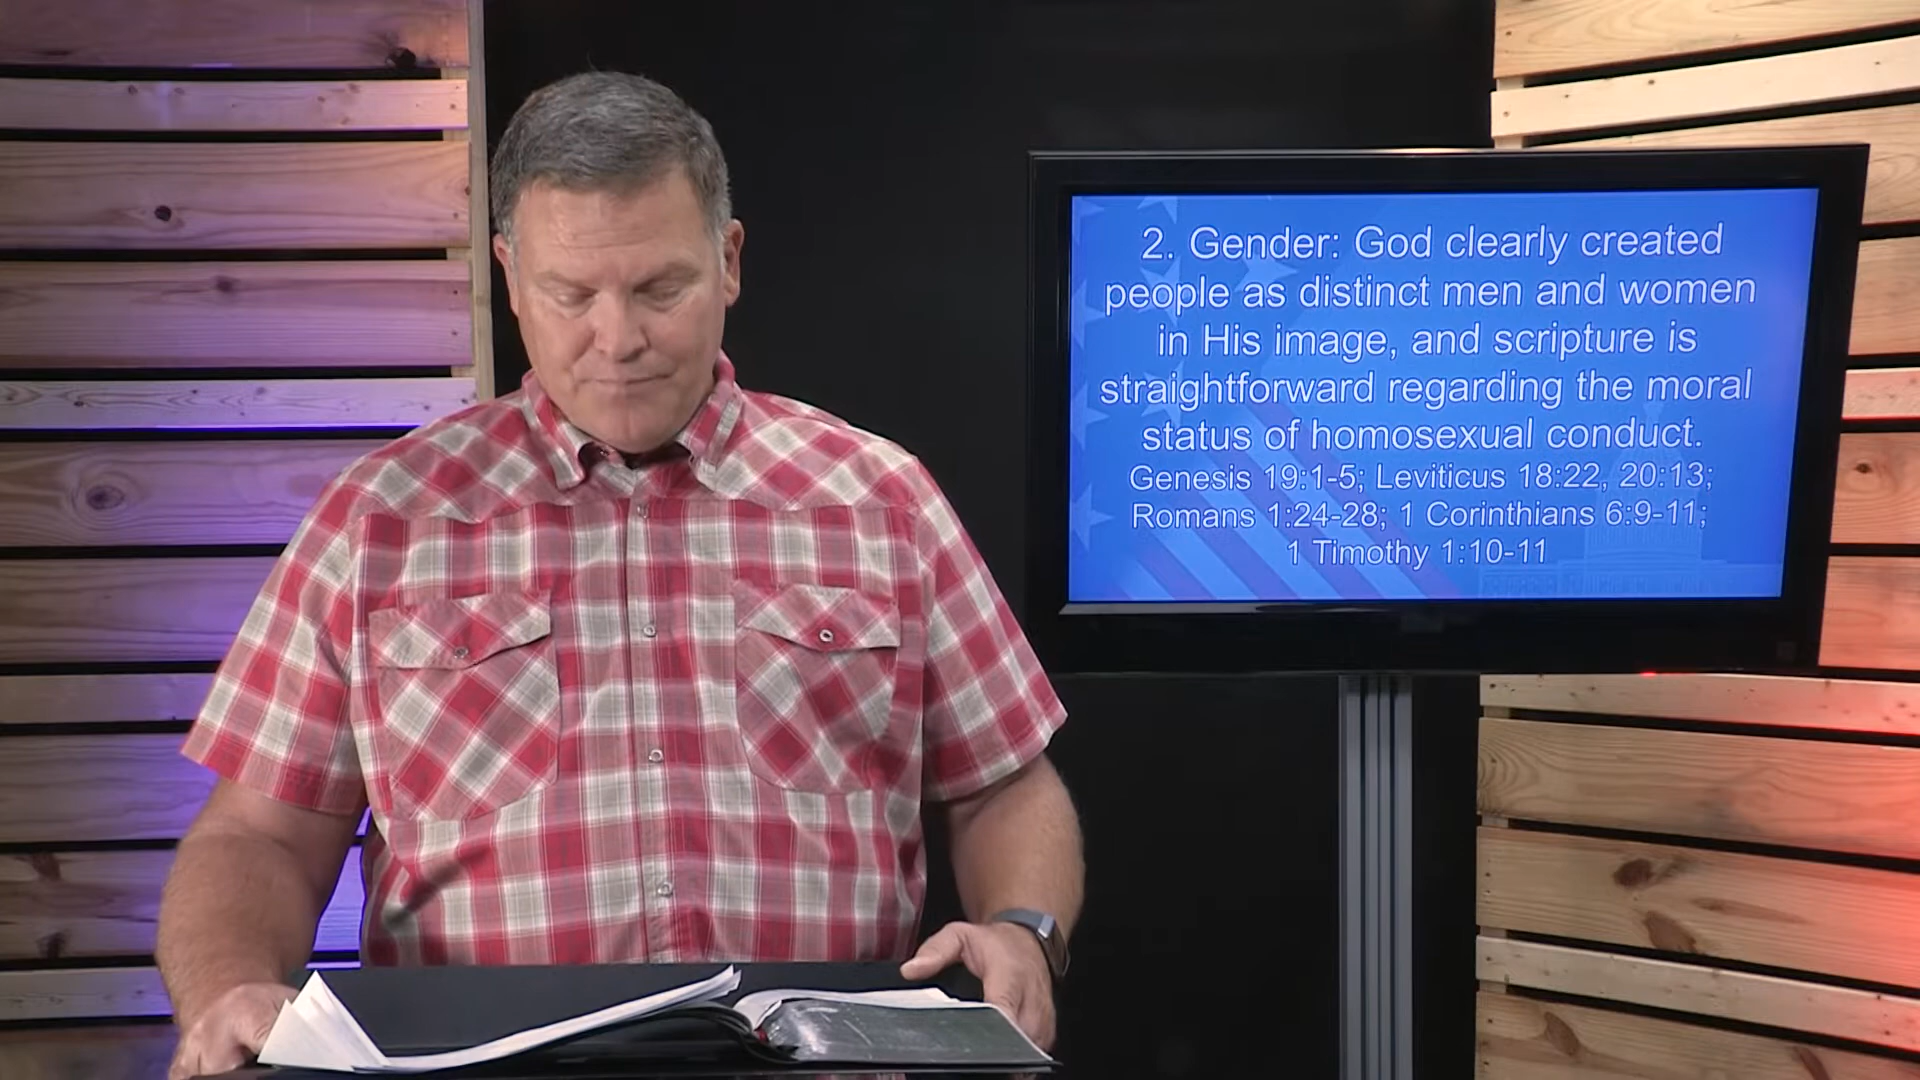 2. Gender: God clearly created
people as distinct men and women
in His image, and scripture is
straightforward regarding the moral
status of homosexual conduct.
Genesis 19:1-5; Leviticus 18:22, 20:13;
Romans 1:24-28; 1 Corinthians 6:9-11;
1 Timothy 1:10-11